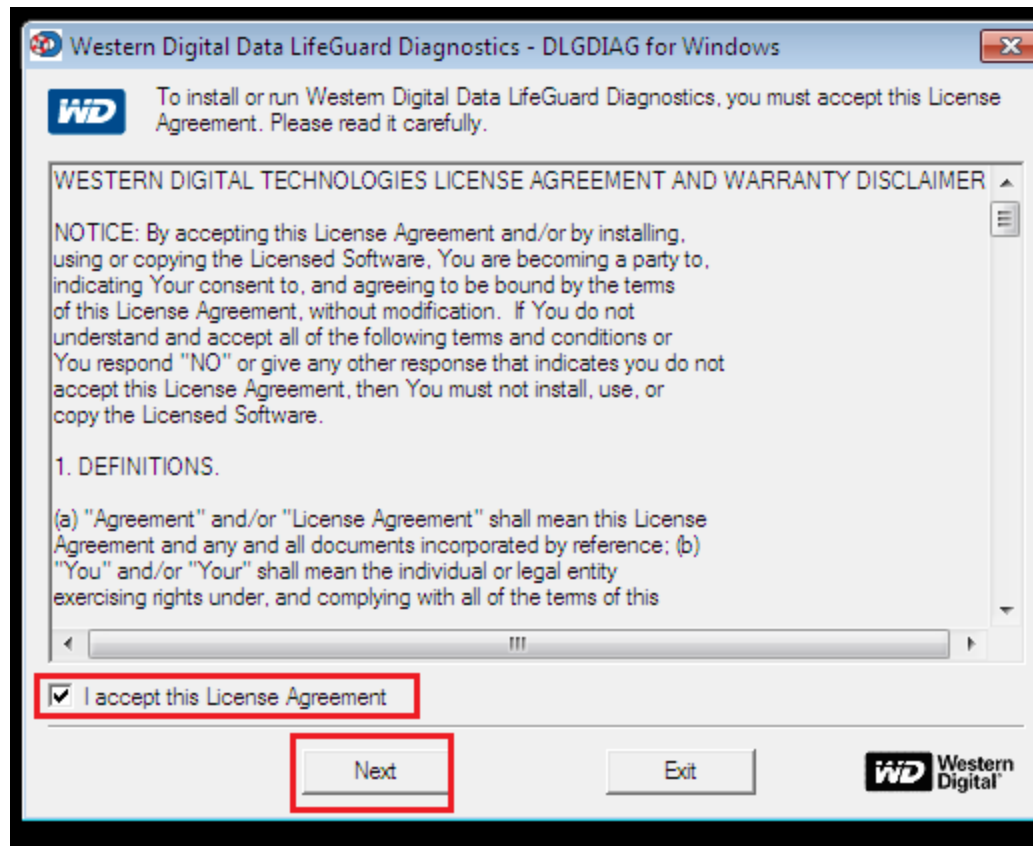 Western Digital Data LifeGuard Diagnostics - DLGDIAG for Windows
WD
To install or run Western Digital Data LifeGuard Diagnostics, you must accept this License
Agreement. Please read it carefully.
WESTERN DIGITAL TECHNOLOGIES LICENSE AGREEMENT AND WARRANTY DISCLAIMER
NOTICE: By accepting this License Agreement and/or by installing,
using or copying the Licensed Software, You are becoming a party to,
indicating Your consent to, and agreeing to be bound by the terms
of this License Agreement, without modification. If You do not
understand and accept all of the following terms and conditions or
You respond "NO" or give any other response that indicates you do not
accept this License Agreement, then You must not install, use, or
copy the Licensed Software.
1. DEFINITIONS.
(a) "Agreement" and/or "License Agreement" shall mean this License
Agreement and any and all documents incorporated by reference; (b)
"You" and/or "Your" shall mean the individual or legal entity
exercising rights under, and complying with all of the terms of this
I accept this License Agreement
Next
Exit
WD Western
Digital